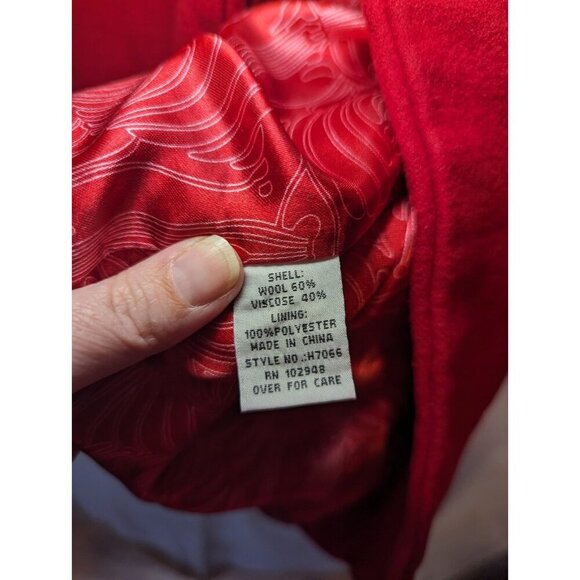 SHELL:
WOOL 60%
VISCOSE 40%
LINING:
100%POLYESTER
MADE IN CHINA
STYLE NO.:H7066
RN 102948
OVER FOR CARE